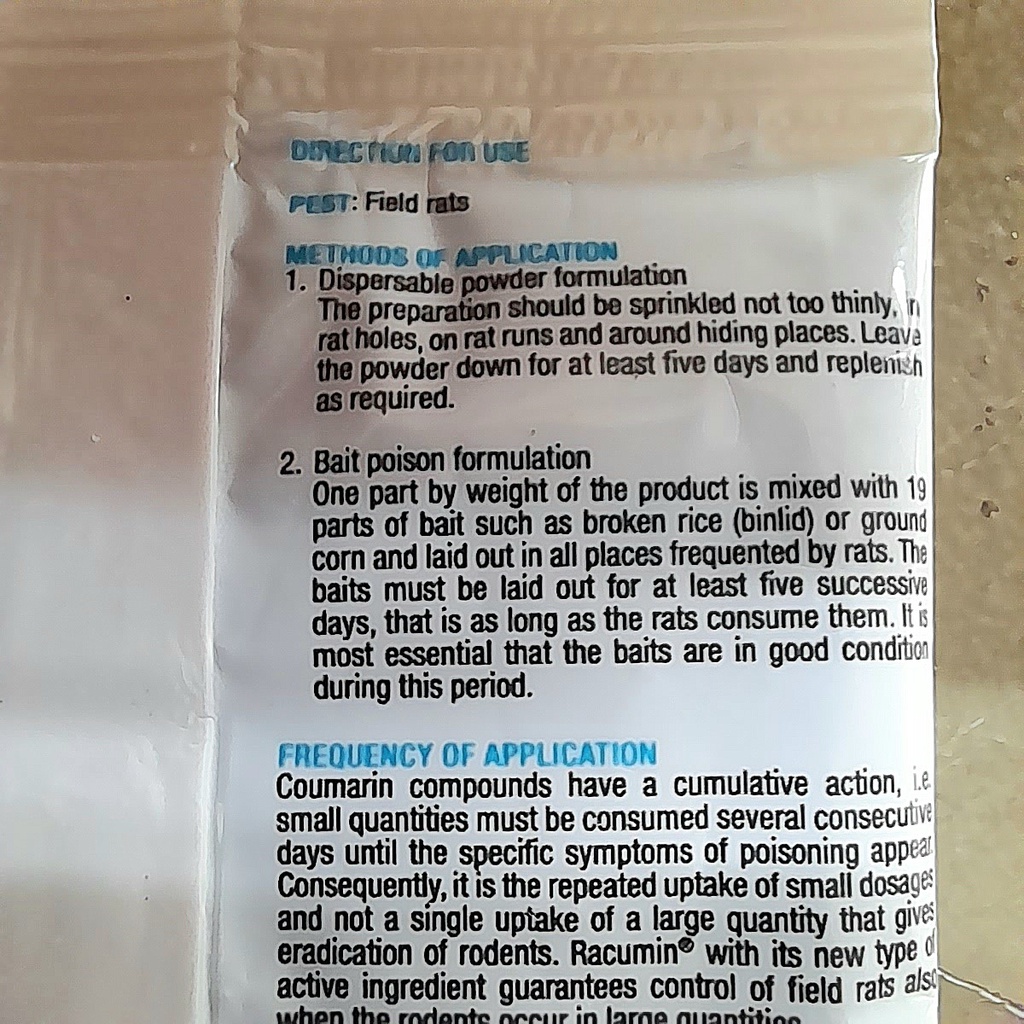 DIRECTION FOR USE
PEST: Field rats
METHODS OF APPLICATION
1. Dispersable powder formulation
The preparation should be sprinkled not too thinly, in
rat holes, on rat runs and around hiding places. Leave
the powder down for at least five days and replenish
as required.
2. Bait poison formulation
One part by weight of the product is mixed with 19
parts of bait such as broken rice (binlid) or ground
corn and laid out in all places frequented by rats. The
baits must be laid out for at least five successive
days, that is as long as the rats consume them. It is
most essential that the baits are in good condition
during this period.
FREQUENCY OF APPLICATION
Coumarin compounds have a cumulative action, i.e.
small quantities must be consumed several consecutive
days until the specific symptoms of poisoning appear.
Consequently, it is the repeated uptake of small dosages
and not a single uptake of a large quantity that gives
eradication of rodents. Racumin® with its new type of
active ingredient guarantees control of field rats also
when the rodents occur in large quantities